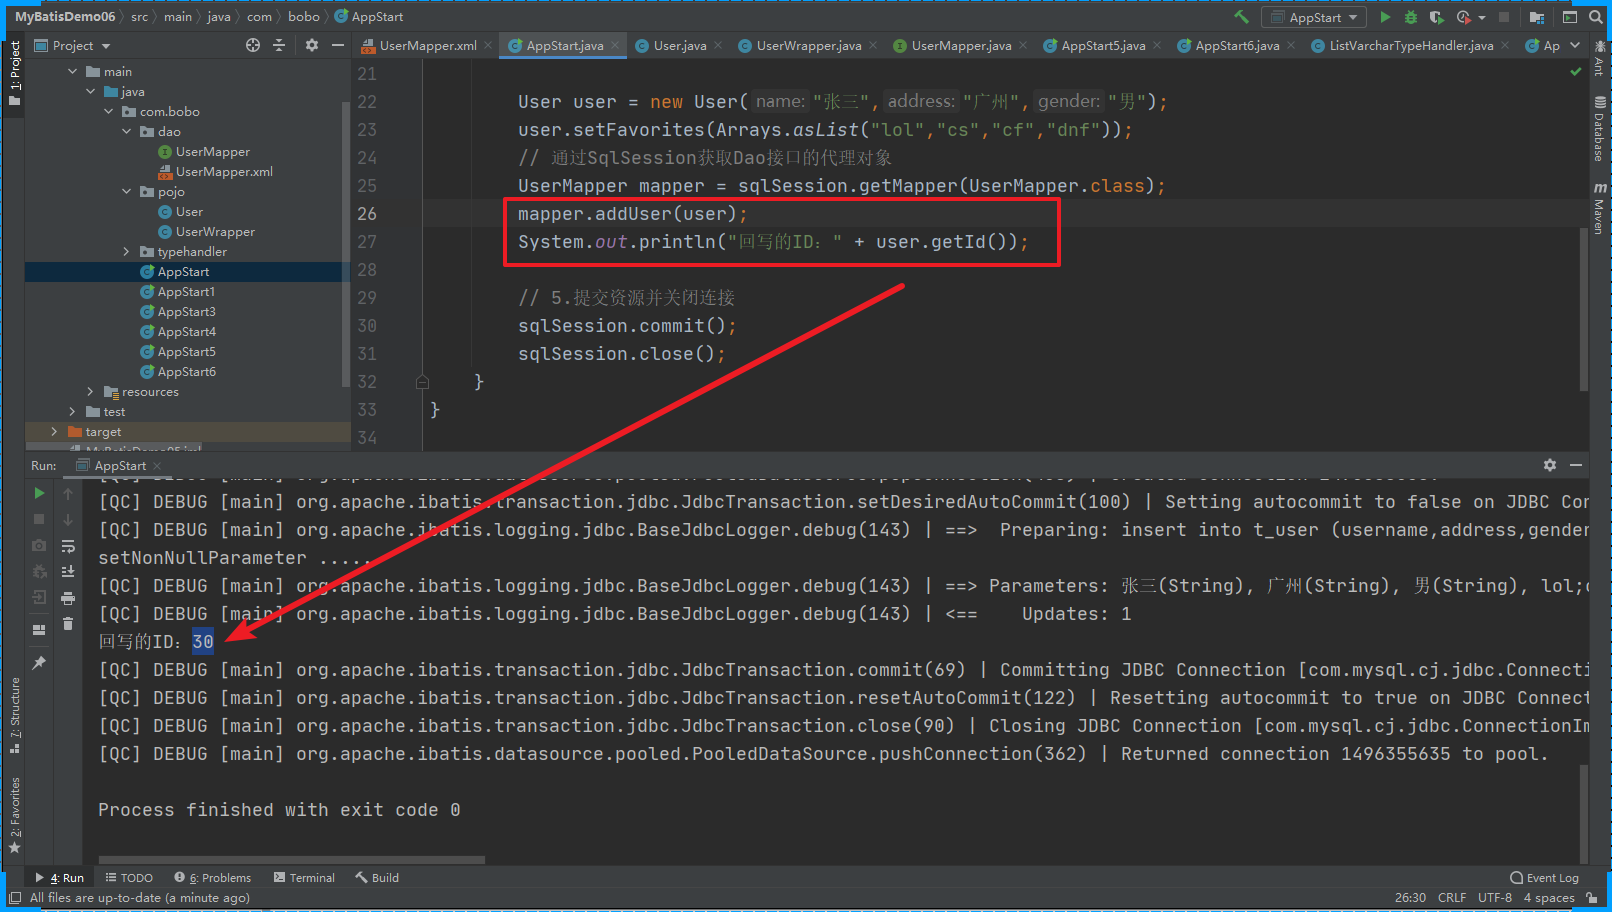 MyBatisDemo06 src main java com bobo AppStart
AppStart
Project
UserMapper.xml
AppStart.java
User.java
UserWrapper.java
UserMapper.java
AppStart5.java
AppStart6.java
ListVarcharTypeHandler.java
Ap
1: Project
main
java
com.bobo
dao
UserMapper
UserMapper.xml
pojo
User
UserWrapper
typehandler
AppStart
AppStart1
AppStart3
AppStart4
AppStart5
AppStart6
resources
test
target
21
22 User user = new User( name: "张三", address: "广州", gender: "男");
23 user.setFavorites(Arrays.asList("lol","cs","cf","dnf"));
24 // 通过SqlSession获取Dao接口的代理对象
25 UserMapper mapper = sqlSession.getMapper(UserMapper.class);
26 mapper.addUser(user);
27 System.out.println("回写的ID: " + user.getId());
28
29 // 5.提交资源并关闭连接
30 sqlSession.commit();
31 sqlSession.close();
32 }
33 }
34
Ant
Database
Maven
Run: AppStart
[QC] DEBUG [main] org.apache.ibatis.transaction.jdbc.JdbcTransaction.setDesiredAutoCommit(100) | Setting autocommit to false on JDBC Con
[QC] DEBUG [main] org.apache.ibatis.logging.jdbc.BaseJdbcLogger.debug(143) | ==> Preparing: insert into t_user (username,address,gender
setNonNullParameter .....
[QC] DEBUG [main] org.apache.ibatis.logging.jdbc.BaseJdbcLogger.debug(143) | ==> Parameters: 张三(String), 广州(String), 男(String), lol;c
[QC] DEBUG [main] org.apache.ibatis.logging.jdbc.BaseJdbcLogger.debug(143) | <== Updates: 1
回写的ID: 30
[QC] DEBUG [main] org.apache.ibatis.transaction.jdbc.JdbcTransaction.commit(69) | Committing JDBC Connection [com.mysql.cj.jdbc.Connecti
[QC] DEBUG [main] org.apache.ibatis.transaction.jdbc.JdbcTransaction.resetAutoCommit(122) | Resetting autocommit to true on JDBC Connect
[QC] DEBUG [main] org.apache.ibatis.transaction.jdbc.JdbcTransaction.close(90) | Closing JDBC Connection [com.mysql.cj.jdbc.ConnectionIm
[QC] DEBUG [main] org.apache.ibatis.datasource.pooled.PooledDataSource.pushConnection(362) | Returned connection 1496355635 to pool.
Process finished with exit code 0
7: Structure
2: Favorites
4: Run
TODO
6: Problems
Terminal
Build
Event Log
All files are up-to-date (a minute ago)
26:30 CRLF UTF-8 4 spaces